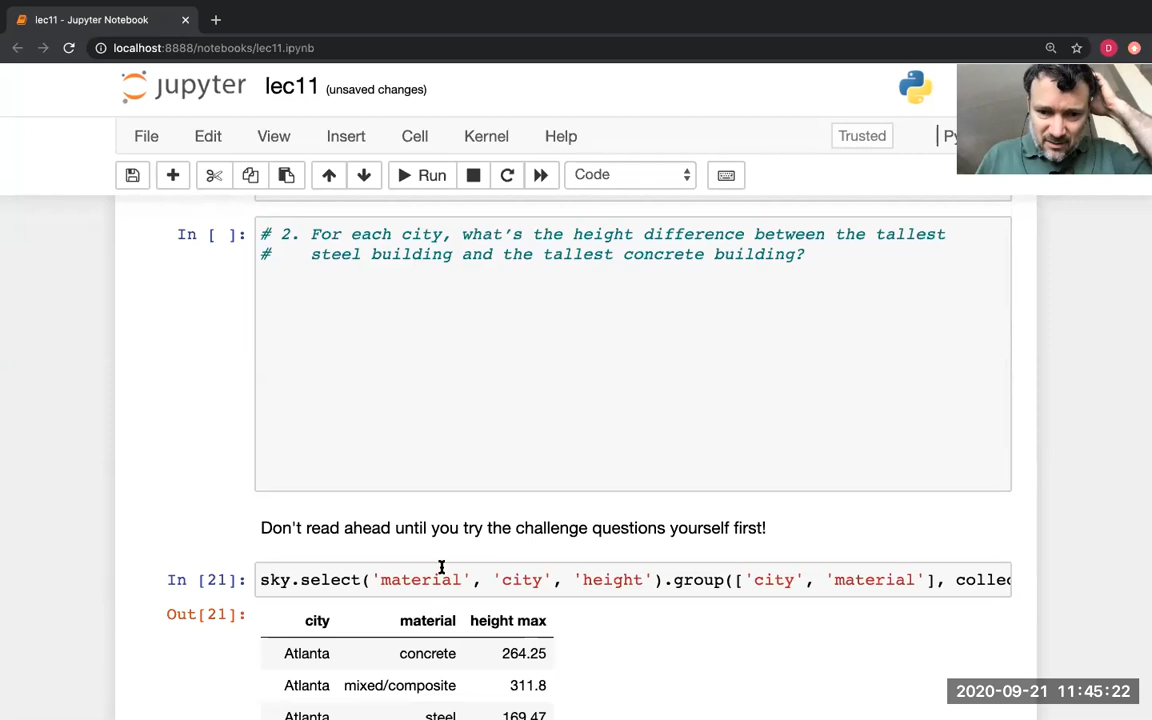 lec11 - Jupyter Notebook
localhost:8888/notebooks/lec11.ipynb
D
jupyter lec11 (unsaved changes)
File Edit View Insert Cell Kernel Help Trusted Py
Run Code
In [ ]: # 2. For each city, what's the height difference between the tallest
# steel building and the tallest concrete building?
Don't read ahead until you try the challenge questions yourself first!
In [21]: sky.select('material', 'city', 'height').group(['city', 'material'], collec
Out[21]:
city material height max
Atlanta concrete 264.25
Atlanta mixed/composite 311.8
Atlanta steel 169.47
2020-09-21 11:45:22